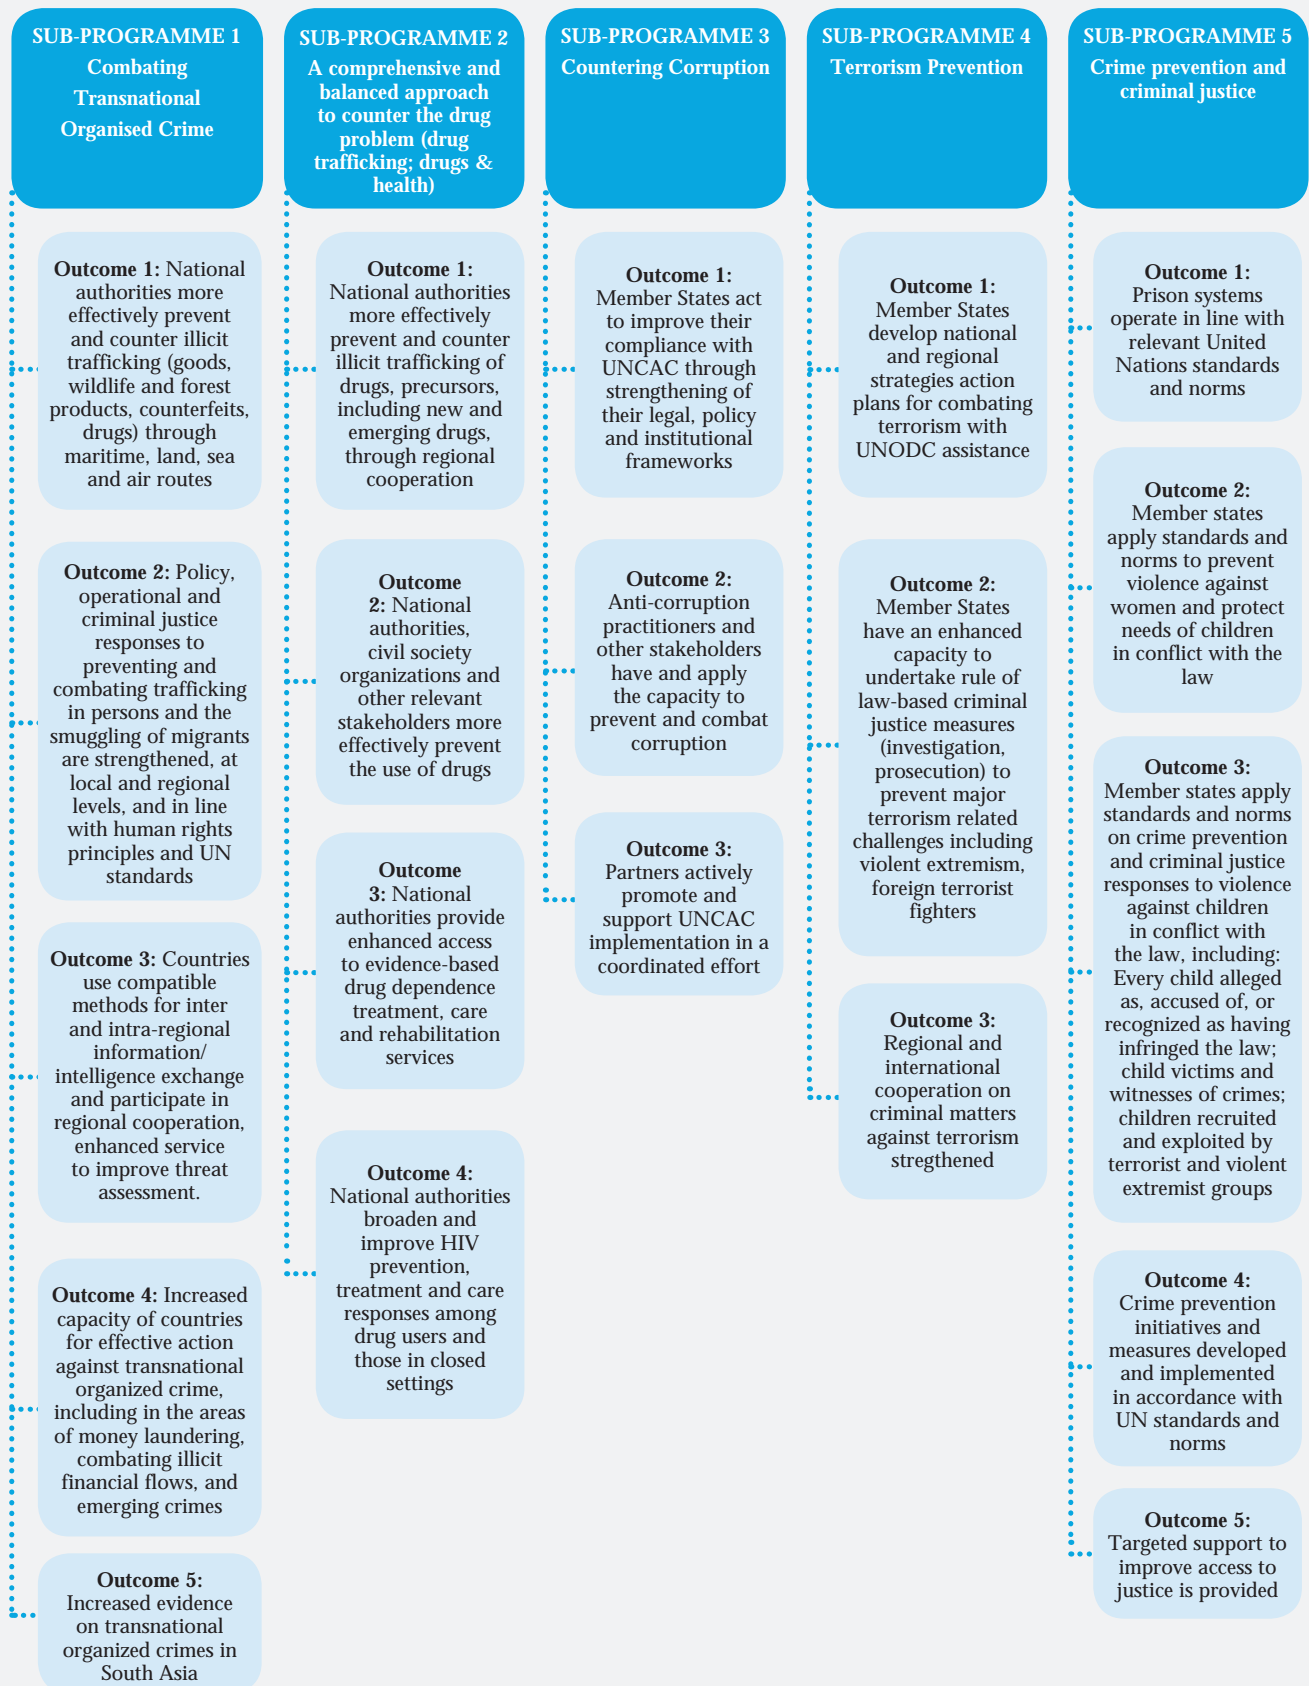 SUB-PROGRAMME 1
Combating
Transnational
Organised Crime
Outcome 1: National
authorities more
effectively prevent
and counter illicit
trafficking (goods,
wildlife and forest
products, counterfeits,
drugs) through
maritime, land, sea
and air routes
Outcome 2: Policy,
operational and
criminal justice
responses to
preventing and
combating trafficking
in persons and the
smuggling of migrants
are strengthened, at
local and regional
levels, and in line
with human rights
principles and UN
standards
Outcome 3: Countries
use compatible
methods for inter
and intra-regional
information/
intelligence exchange
and participate in
regional cooperation,
enhanced service
to improve threat
assessment.
Outcome 4: Increased
capacity of countries
for effective action
against transnational
organized crime,
including in the areas
of money laundering,
combating illicit
financial flows, and
emerging crimes
Outcome 5:
Increased evidence
on transnational
organized crimes in
South Asia
SUB-PROGRAMME 2
A comprehensive and
balanced approach
to counter the drug
problem (drug
trafficking; drugs &
health)
Outcome 1:
National authorities
more effectively
prevent and counter
illicit trafficking of
drugs, precursors,
including new and
emerging drugs,
through regional
cooperation
Outcome
2: National
authorities,
civil society
organizations and
other relevant
stakeholders more
effectively prevent
the use of drugs
Outcome
3: National
authorities provide
enhanced access
to evidence-based
drug dependence
treatment, care
and rehabilitation
services
Outcome 4:
National authorities
broaden and
improve HIV
prevention,
treatment and care
responses among
drug users and
those in closed
settings
SUB-PROGRAMME 3
Countering Corruption
Outcome 1:
Member States act
to improve their
compliance with
UNCAC through
strengthening of
their legal, policy
and institutional
frameworks
Outcome 2:
Anti-corruption
practitioners and
other stakeholders
have and apply
the capacity to
prevent and combat
corruption
Outcome 3:
Partners actively
promote and
support UNCAC
implementation in a
coordinated effort
SUB-PROGRAMME 4
Terrorism Prevention
Outcome 1:
Member States
develop national
and regional
strategies action
plans for combating
terrorism with
UNODC assistance
Outcome 2:
Member States
have an enhanced
capacity to
undertake rule of
law-based criminal
justice measures
(investigation,
prosecution) to
prevent major
terrorism related
challenges including
violent extremism,
foreign terrorist
fighters
Outcome 3:
Regional and
international
cooperation on
criminal matters
against terrorism
stregthened
SUB-PROGRAMME 5
Crime prevention and
criminal justice
Outcome 1:
Prison systems
operate in line with
relevant United
Nations standards
and norms
Outcome 2:
Member states
apply standards and
norms to prevent
violence against
women and protect
needs of children
in conflict with the
law
Outcome 3:
Member states apply
standards and norms
on crime prevention
and criminal justice
responses to violence
against children
in conflict with
the law, including:
Every child alleged
as, accused of, or
recognized as having
infringed the law;
child victims and
witnesses of crimes;
children recruited
and exploited by
terrorist and violent
extremist groups
Outcome 4:
Crime prevention
initiatives and
measures developed
and implemented
in accordance with
UN standards and
norms
Outcome 5:
Targeted support to
improve access to
justice is provided